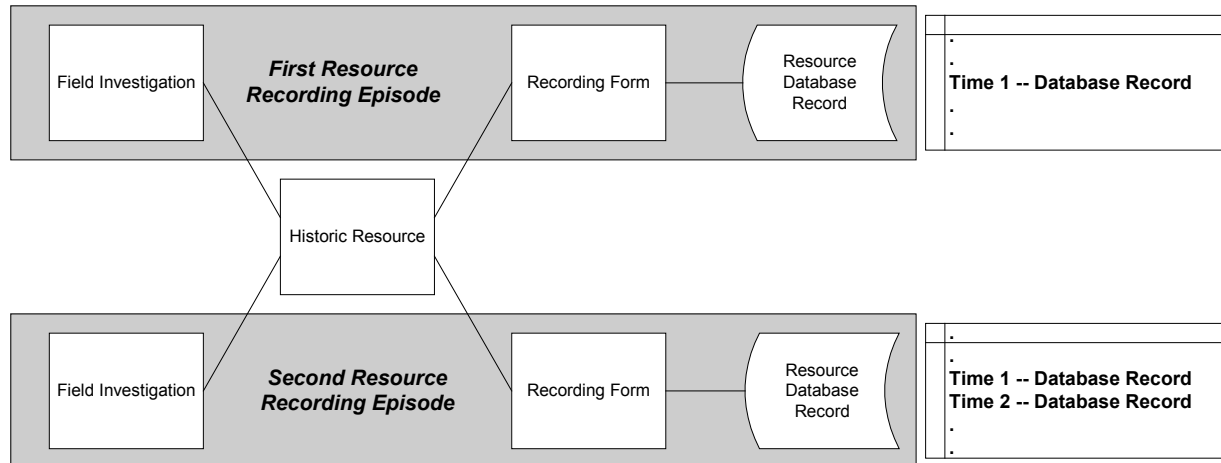 Field Investigation
First Resource
Recording Episode
Recording Form
Resource
Database
Record
.
.
Time 1 -- Database Record
.
.
Historic Resource
Field Investigation
Second Resource
Recording Episode
Recording Form
Resource
Database
Record
.
.
Time 1 -- Database Record
Time 2 -- Database Record
.
.